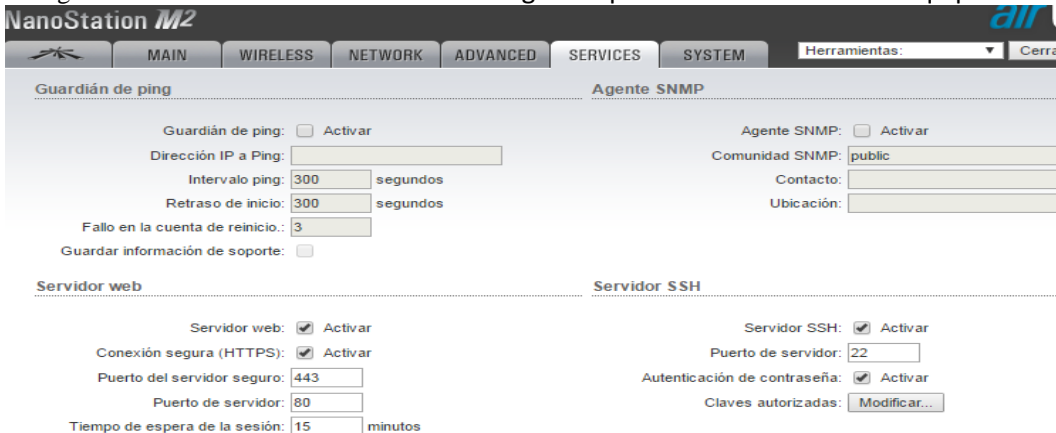 NanoStation M2
air
MAIN WIRELESS NETWORK ADVANCED SERVICES SYSTEM Herramientas: Cerra
Guardián de ping
Guardián de ping: Activar
Dirección IP a Ping:
Intervalo ping: 300 segundos
Retraso de inicio: 300 segundos
Fallo en la cuenta de reinicio.: 3
Guardar información de soporte:
Agente SNMP
Agente SNMP: Activar
Comunidad SNMP: public
Contacto:
Ubicación:
Servidor web
Servidor web: Activar
Conexión segura (HTTPS): Activar
Puerto del servidor seguro: 443
Puerto de servidor: 80
Tiempo de espera de la sesión: 15 minutos
Servidor SSH
Servidor SSH: Activar
Puerto de servidor: 22
Autenticación de contraseña: Activar
Claves autorizadas: Modificar...